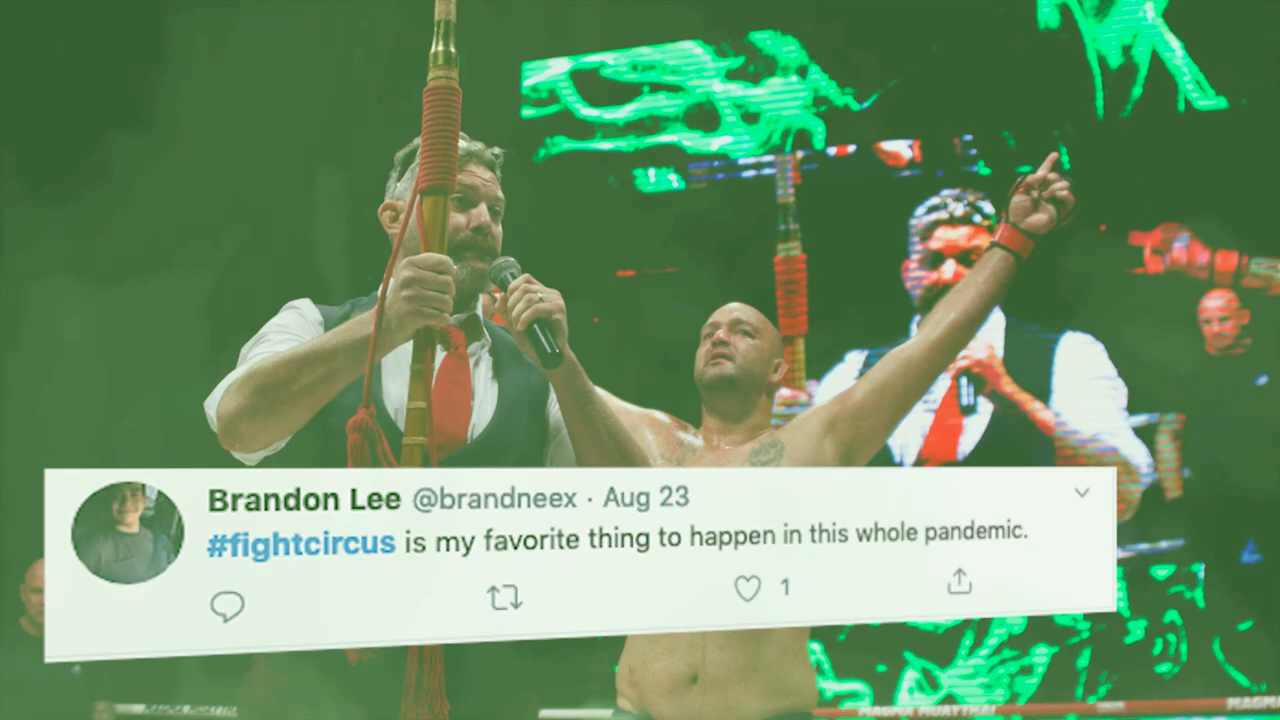 Brandon Lee @brandneex · Aug 23
#fightcircus is my favorite thing to happen in this whole pandemic.
1
MAGMA MUAYTHAI
MAGMA